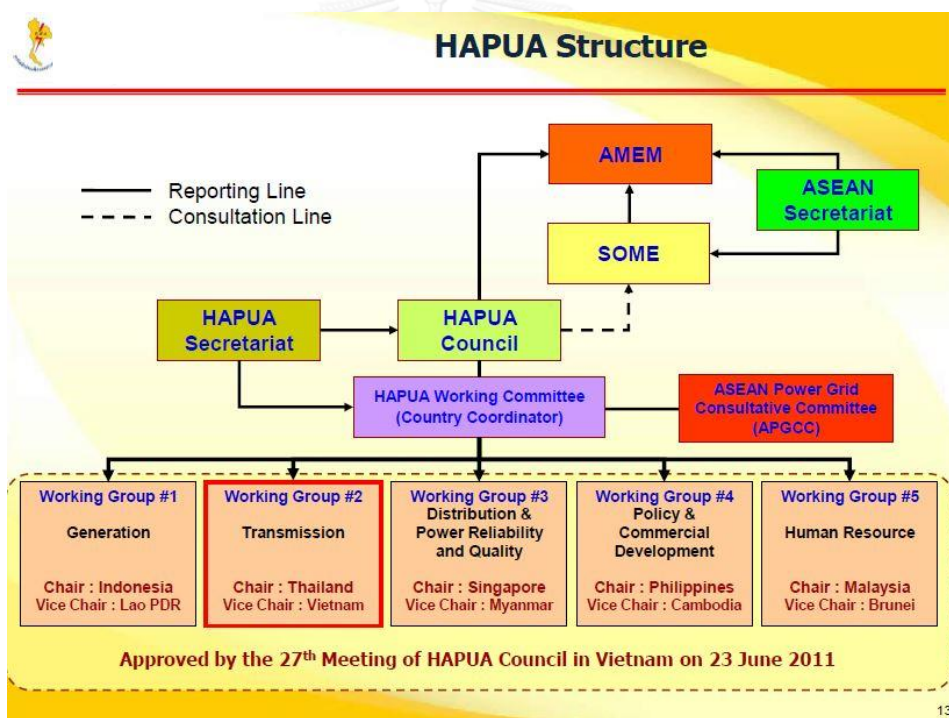 HAPUA Structure
AMEM
Reporting Line
Consultation Line
ASEAN
Secretariat
SOME
HAPUA
Secretariat
HAPUA
Council
HAPUA Working Committee
(Country Coordinator)
ASEAN Power Grid
Consultative Committee
(APGCC)
Working Group #1
Generation
Chair : Indonesia
Vice Chair : Lao PDR
Working Group #2
Transmission
Chair : Thailand
Vice Chair : Vietnam
Working Group #3
Distribution &
Power Reliability
and Quality
Chair : Singapore
Vice Chair : Myanmar
Working Group #4
Policy &
Commercial
Development
Chair : Philippines
Vice Chair : Cambodia
Working Group #5
Human Resource
Chair : Malaysia
Vice Chair : Brunei
Approved by the 27th Meeting of HAPUA Council in Vietnam on 23 June 2011
13